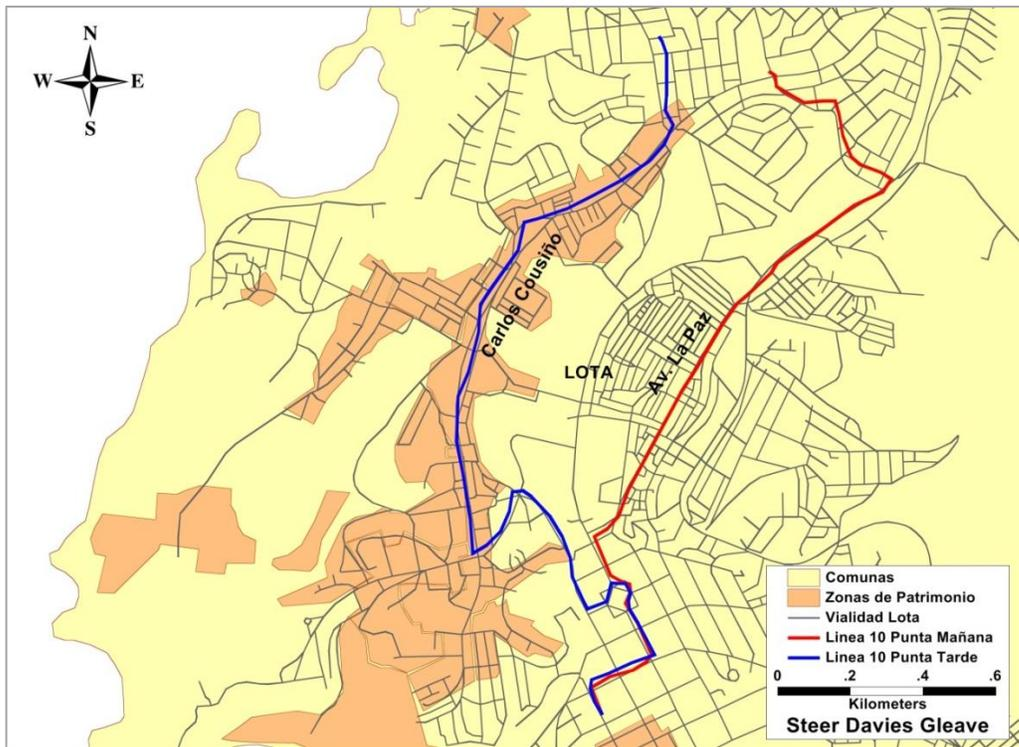 N
W E
S
Carlos Cousiño
LOTA
Av. La Paz
Comunas
Zonas de Patrimonio
Vialidad Lota
Linea 10 Punta Mañana
Linea 10 Punta Tarde
0 .2 .4 .6
Kilometers
Steer Davies Gleave